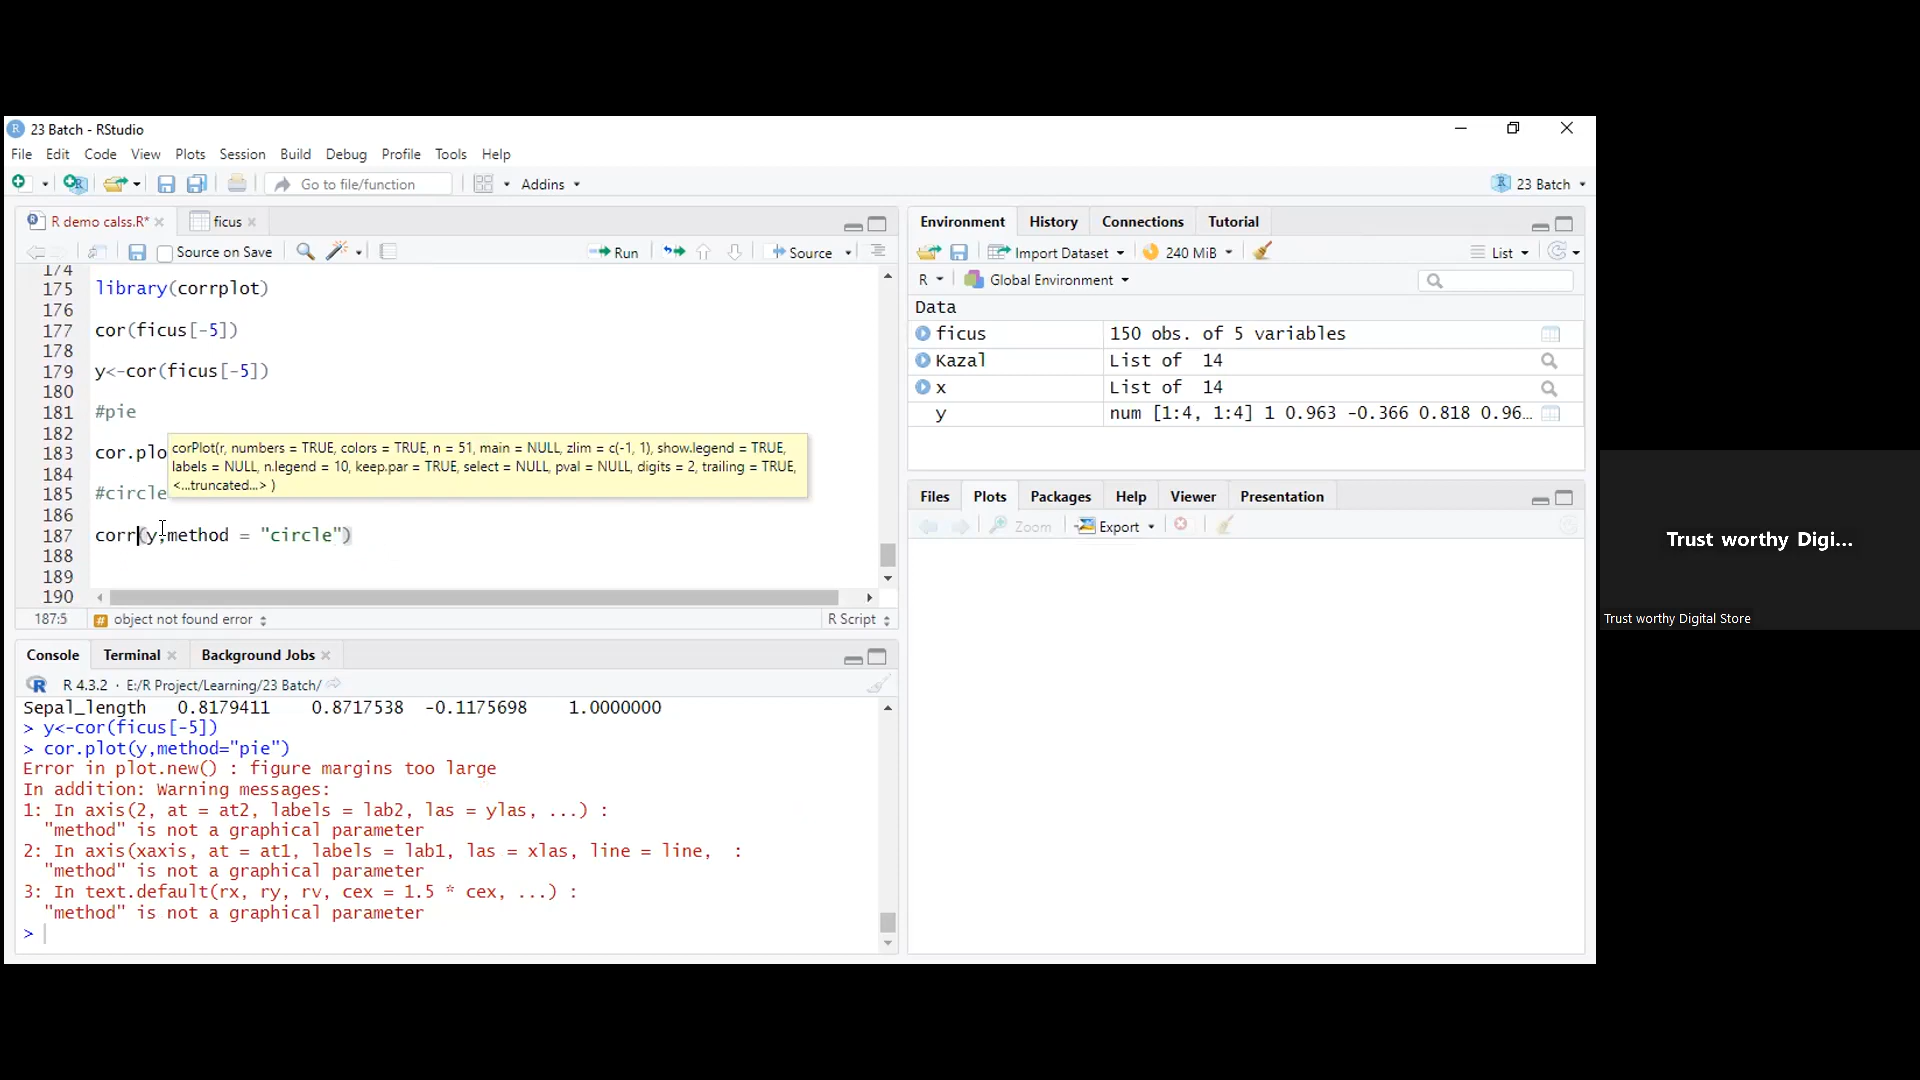 23 Batch - RStudio
File Edit Code View Plots Session Build Debug Profile Tools Help
Go to file/function Addins 23 Batch
R demo calss.R* ficus
Source on Save Run Source
174
175 library(corrplot)
176
177 cor(ficus[-5])
178
179 y<-cor(ficus[-5])
180
181 #pie
182
183 cor.plo
corPlot(r, numbers = TRUE, colors = TRUE, n = 51, main = NULL, zlim = c(-1, 1), show.legend = TRUE,
labels = NULL, n.legend = 10, keep.par = TRUE, select = NULL, pval = NULL, digits = 2, trailing = TRUE,
<...truncated...> )
184
185 #circle
186
187 corr(y,method = "circle")
188
189
190
187:5 # object not found error R Script
Console Terminal Background Jobs
R 4.3.2 · E:/R Project/Learning/23 Batch/
Sepal_length 0.8179411 0.8717538 -0.1175698 1.0000000
> y<-cor(ficus[-5])
> cor.plot(y,method="pie")
Error in plot.new() : figure margins too large
In addition: Warning messages:
1: In axis(2, at = at2, labels = lab2, las = ylas, ...) :
"method" is not a graphical parameter
2: In axis(xaxis, at = at1, labels = lab1, las = xlas, line = line, :
"method" is not a graphical parameter
3: In text.default(rx, ry, rv, cex = 1.5 * cex, ...) :
"method" is not a graphical parameter
>
Environment History Connections Tutorial
Import Dataset 240 MiB List
R Global Environment
Data
ficus 150 obs. of 5 variables
Kazal List of 14
x List of 14
y num [1:4, 1:4] 1 0.963 -0.366 0.818 0.96...
Files Plots Packages Help Viewer Presentation
Zoom Export
Trust worthy Digi...
Trust worthy Digital Store